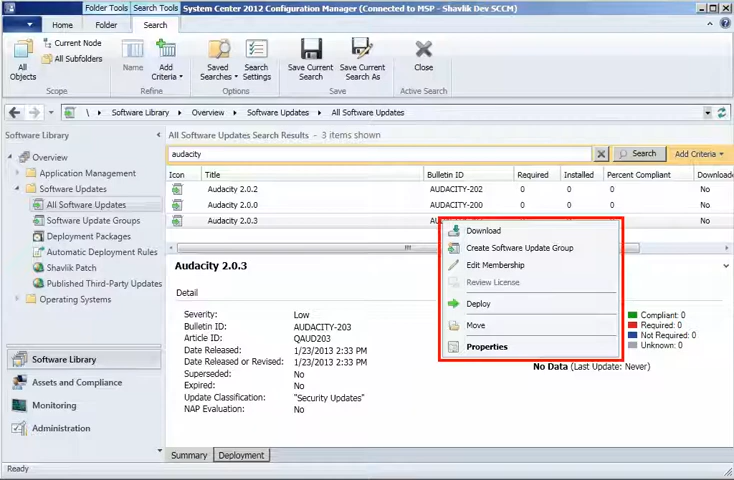 Folder Tools Search Tools System Center 2012 Configuration Manager (Connected to MSP - Shavlik Dev SCCM)
Home Folder Search
All Objects
Current Node
All Subfolders
Scope
Name
Add Criteria
Refine
Saved Searches
Search Settings
Options
Save Current Search
Save Current Search As
Save
Close
Active Search
\ Software Library Overview Software Updates All Software Updates
Software Library
Overview
Application Management
Software Updates
All Software Updates
Software Update Groups
Deployment Packages
Automatic Deployment Rules
Shavlik Patch
Published Third-Party Updates
Operating Systems
Software Library
Assets and Compliance
Monitoring
Administration
All Software Updates Search Results - 3 items shown
audacity
Search
Add Criteria
Icon Title Bulletin ID Required Installed Percent Compliant Downloade
Audacity 2.0.2 AUDACITY-202 0 0 0 No
Audacity 2.0.0 AUDACITY-200 0 0 0 No
Audacity 2.0.3 No
Download
Create Software Update Group
Edit Membership
Review License
Deploy
Move
Properties
Audacity 2.0.3
Detail
Severity: Low
Bulletin ID: AUDACITY-203
Article ID: QAUD203
Date Released: 1/23/2013 2:33 PM
Date Released or Revised: 1/23/2013 2:33 PM
Superseded: No
Expired: No
Update Classification: "Security Updates"
NAP Evaluation: No
Compliant: 0
Required: 0
Not Required: 0
Unknown: 0
No Data (Last Update: Never)
Summary Deployment
Ready